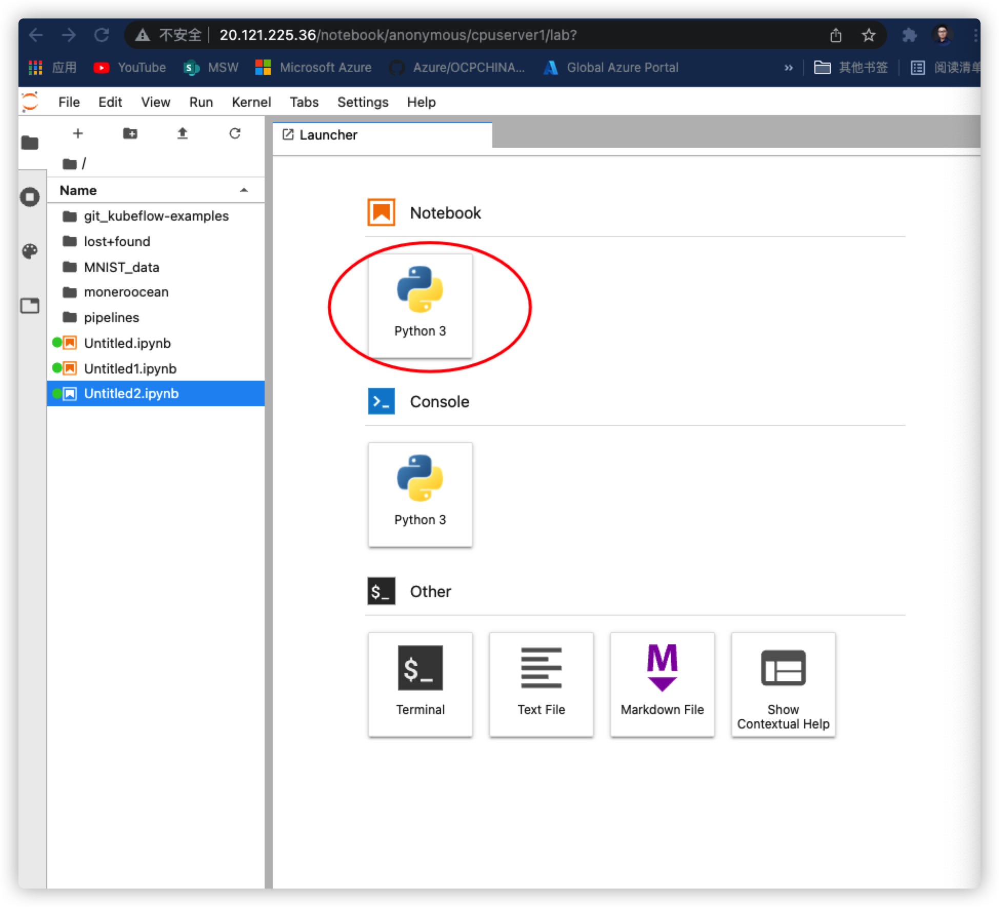 不安全 | 20.121.225.36/notebook/anonymous/cpuserver1/lab?
应用 YouTube MSW Microsoft Azure Azure/OCPCHINA... Global Azure Portal » 其他书签 阅读清单
File Edit View Run Kernel Tabs Settings Help
Launcher
/
Name
git_kubeflow-examples
lost+found
MNIST_data
moneroocean
pipelines
Untitled.ipynb
Untitled1.ipynb
Untitled2.ipynb
Notebook
Python 3
Console
Python 3
$_ Other
$_
Terminal Text File Markdown File Show
Contextual Help